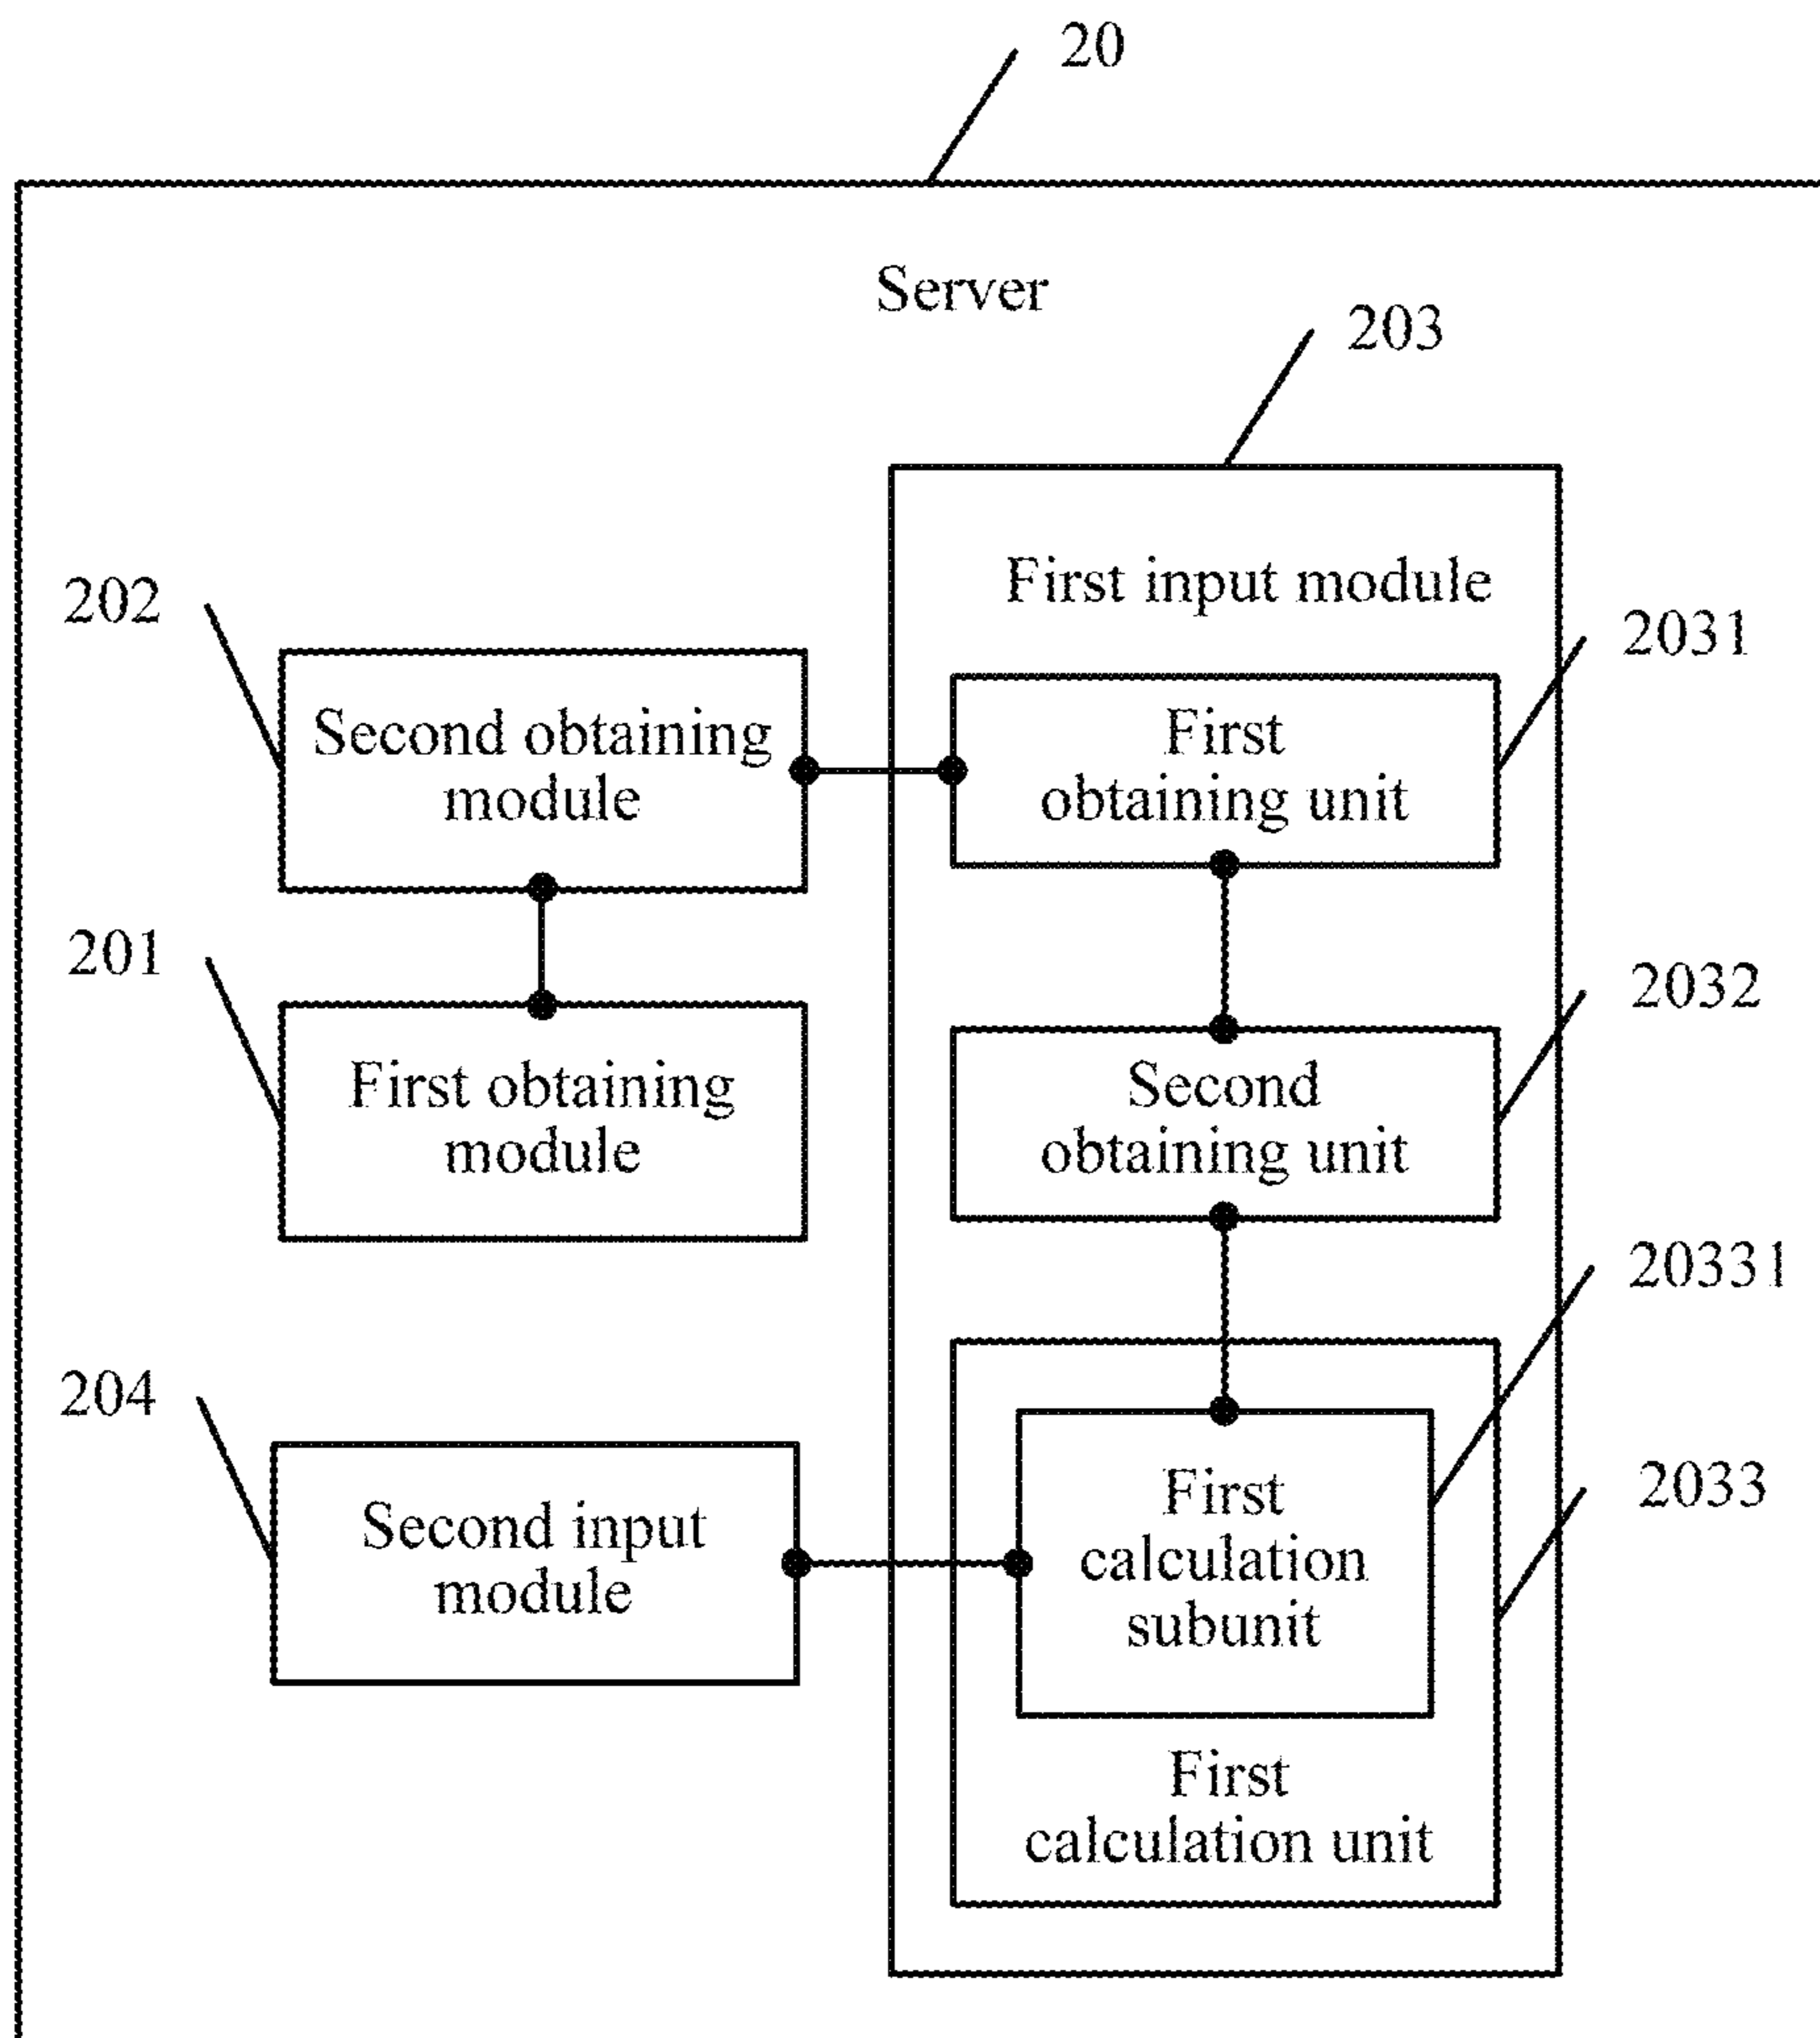 20
Server
203
First input module
202
2031
Second obtaining
module
First
obtaining unit
201
2032
First obtaining
module
Second
obtaining unit
20331
204
2033
Second input
module
First
calculation
subunit
First
calculation unit